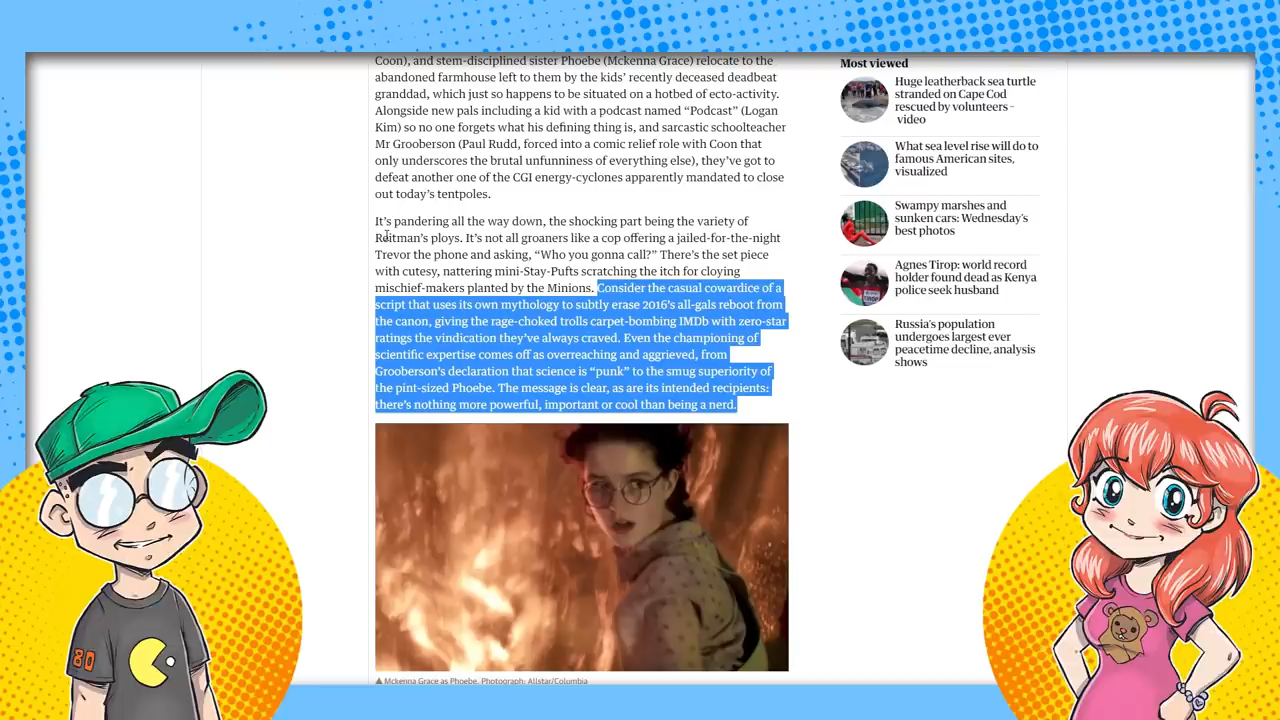 Coon), and stem-disciplined sister Phoebe (Mckenna Grace) relocate to the
abandoned farmhouse left to them by the kids’ recently deceased deadbeat
granddad, which just so happens to be situated on a hotbed of ecto-activity.
Alongside new pals including a kid with a podcast named “Podcast” (Logan
Kim) so no one forgets what his defining thing is, and sarcastic schoolteacher
Mr Grooberson (Paul Rudd, forced into a comic relief role with Coon that
only underscores the brutal unfunniness of everything else), they’ve got to
defeat another one of the CGI energy-cyclones apparently mandated to close
out today’s tentpoles.
It’s pandering all the way down, the shocking part being the variety of
Reitman’s ploys. It’s not all groaners like a cop offering a jailed-for-the-night
Trevor the phone and asking, “Who you gonna call?” There’s the set piece
with cutesy, nattering mini-Stay-Pufts scratching the itch for cloying
mischief-makers planted by the Minions. Consider the casual cowardice of a
script that uses its own mythology to subtly erase 2016’s all-gals reboot from
the canon, giving the rage-choked trolls carpet-bombing IMDb with zero-star
ratings the vindication they’ve always craved. Even the championing of
scientific expertise comes off as overreaching and aggrieved, from
Grooberson’s declaration that science is “punk” to the smug superiority of
the pint-sized Phoebe. The message is clear, as are its intended recipients:
there’s nothing more powerful, important or cool than being a nerd.
Mckenna Grace as Phoebe. Photograph: Allstar/Columbia
Most viewed
Huge leatherback sea turtle
stranded on Cape Cod
rescued by volunteers –
video
What sea level rise will do to
famous American sites,
visualized
Swampy marshes and
sunken cars: Wednesday’s
best photos
Agnes Tirop: world record
holder found dead as Kenya
police seek husband
Russia’s population
undergoes largest ever
peacetime decline, analysis
shows
80